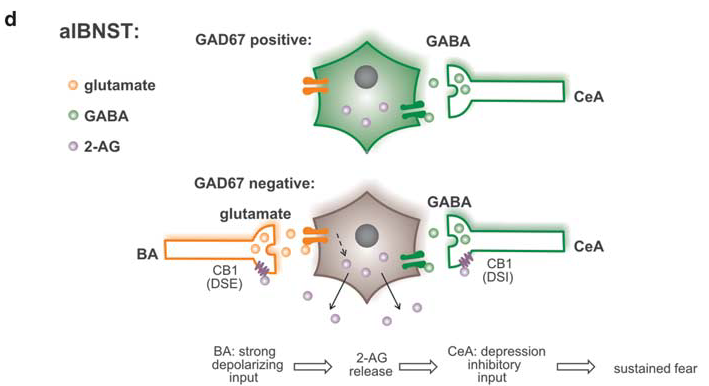 d
alBNST:
glutamate
GABA
2-AG
GAD67 positive:
GABA
CeA
GAD67 negative:
glutamate
GABA
BA
CB1
(DSE)
CB1
(DSI)
CeA
BA: strong
depolarizing
input
2-AG
release
CeA: depression
inhibitory
input
sustained fear